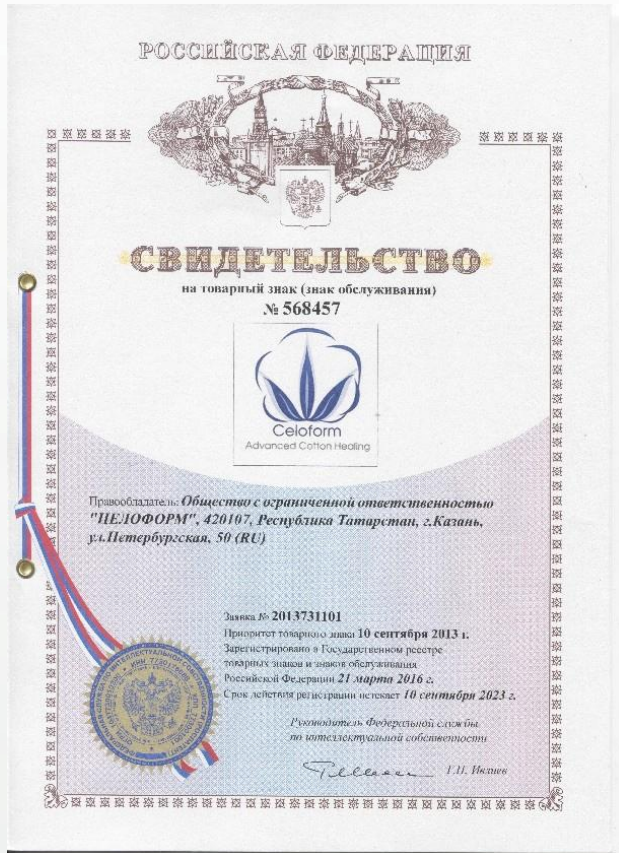 РОССИЙСКАЯ ФЕДЕРАЦИЯ
СВИДЕТЕЛЬСТВО
на товарный знак (знак обслуживания)
№ 568457
Celoform
Advanced Cotton Healing
Правообладатель: Общество с ограниченной ответственностью
"ЦЕЛОФОРМ", 420107, Республика Татарстан, г.Казань,
ул.Петербургская, 50 (RU)
Заявка № 2013731101
Приоритет товарного знака 10 сентября 2013 г.
Зарегистрировано в Государственном реестре
товарных знаков и знаков обслуживания
Российской Федерации 21 марта 2016 г.
Срок действия регистрации истекает 10 сентября 2023 г.
Руководитель Федеральной службы
по интеллектуальной собственности
Г.П. Ивлиев